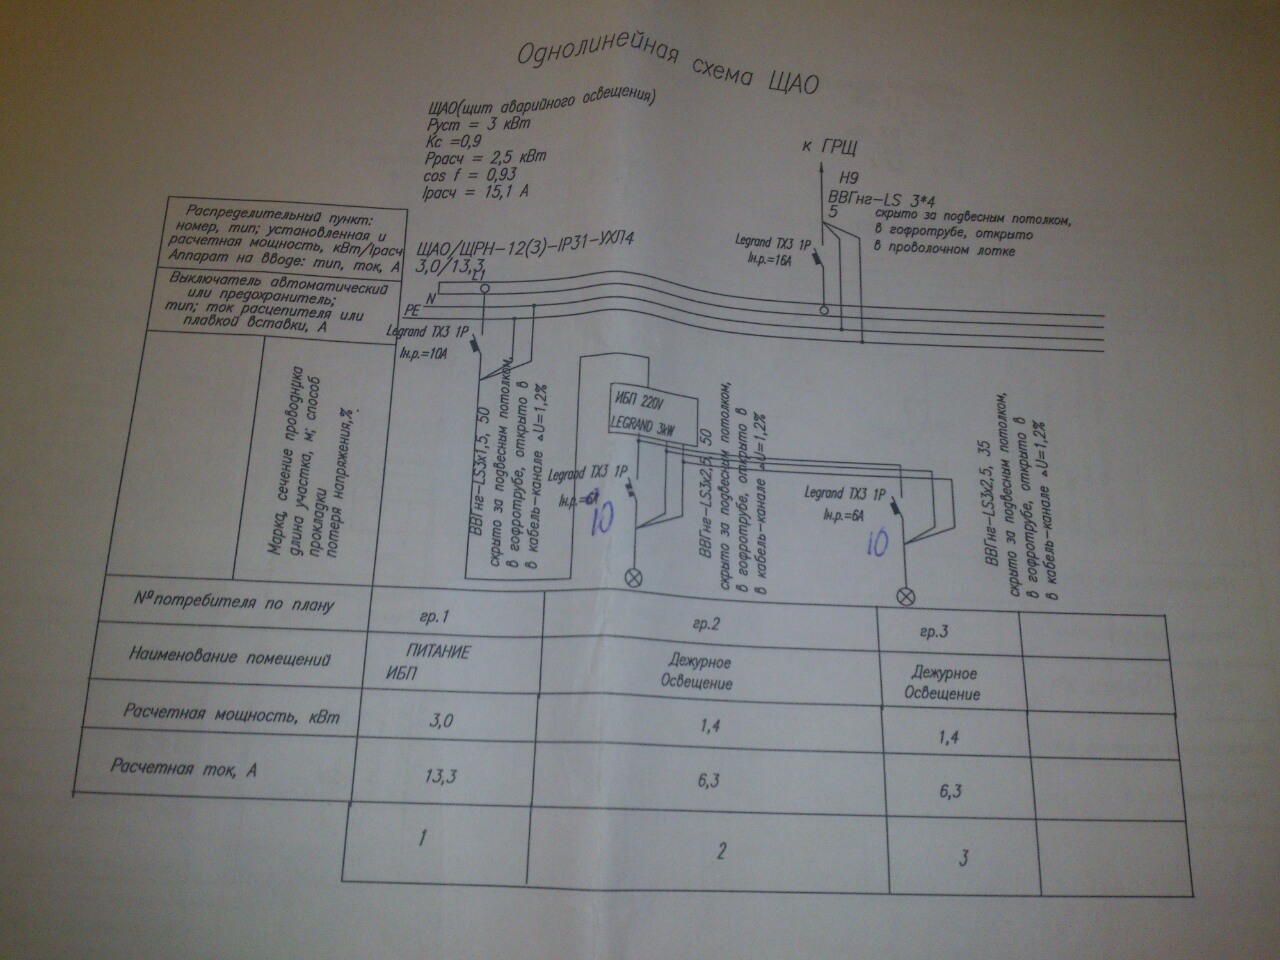 Однолинейная схема ЩАО
ЩАО(щит аварийного освещения)
Руст = 3 кВт
Кс =0,9
Ррасч = 2,5 кВт
cos f = 0,93
Iрасч = 15,1 А
к ГРЩ
Н9
ВВГнг-LS 3*4
5
скрыто за подвесным потолком,
в гофротрубе, открыто
в проволочном лотке
Legrand TX3 1P
Iн.р.=16А
Распределительный пункт:
номер, тип; установленная и
расчетная мощность, кВт/Iрасч
Аппарат на вводе: тип, ток, А
ЩАО/ЩРН-12(3)-IP31-УХЛ4
3,0/13,3
L1
N
PE
Выключатель автоматический
или предохранитель;
тип; ток расцепителя или
плавкой вставки, А
Legrand TX3 1P
Iн.р.=10А
Марка, сечение проводника
длина участка, м; способ
прокладки
потеря напряжения,%
ВВГнг-LS3х1,5, 50
скрыто за подвесным потолком,
в гофротрубе, открыто в
в кабель-канале △U=1,2%
ИБП 220V
LEGRAND 3kW
Legrand TX3 1P
Iн.р.=6А
10
ВВГнг-LS3х2,5, 50
скрыто за подвесным потолком,
в гофротрубе, открыто в
в кабель-канале △U=1,2%
Legrand TX3 1P
Iн.р.=6А
10
ВВГнг-LS3х2,5, 35
скрыто за подвесным потолком,
в гофротрубе, открыто в
в кабель-канале △U=1,2%
№потребителя по плану
гр.1
гр.2
гр.3
Наименование помещений
ПИТАНИЕ
ИБП
Дежурное
Освещение
Дежурное
Освещение
Расчетная мощность, кВт
3,0
1,4
1,4
Расчетная ток, А
13,3
6,3
6,3
1
2
3